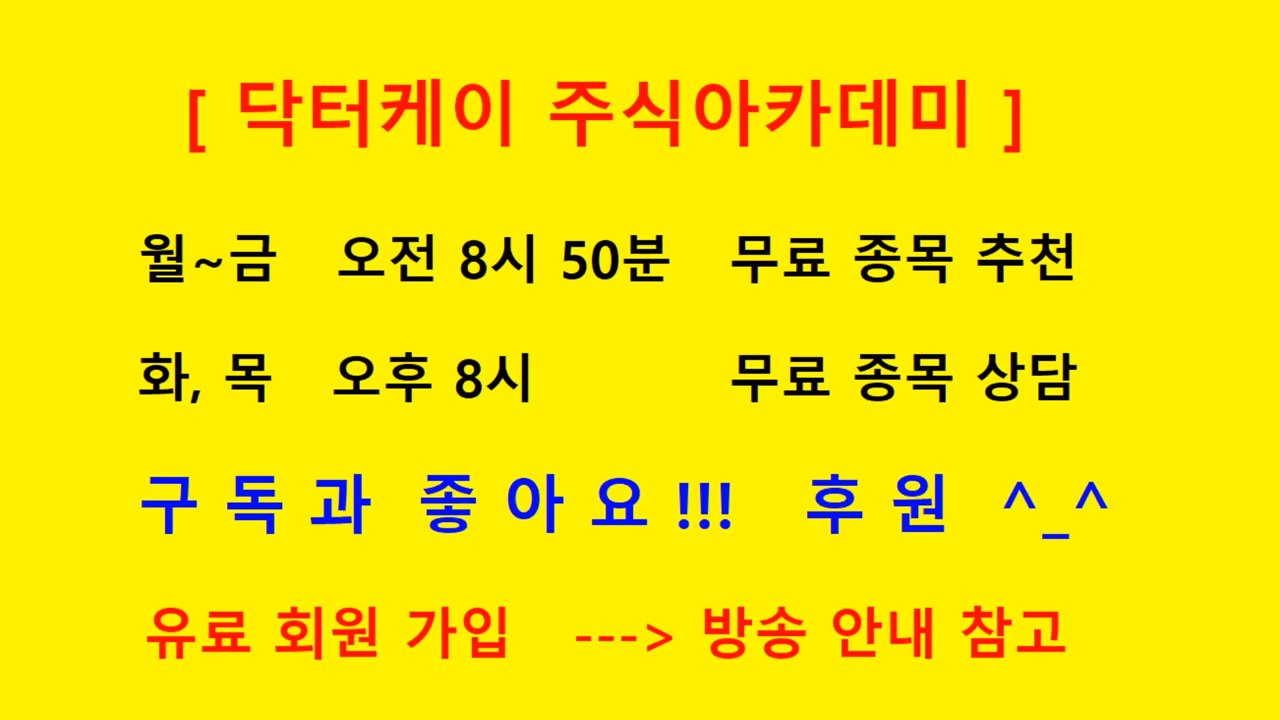 [ 닥터케이 주식아카데미 ]
월~금 오전 8시 50분 무료 종목 추천
화, 목 오후 8시 무료 종목 상담
구 독 과 좋 아 요 !!! 후 원 ^_^
유료 회원 가입 ---> 방송 안내 참고